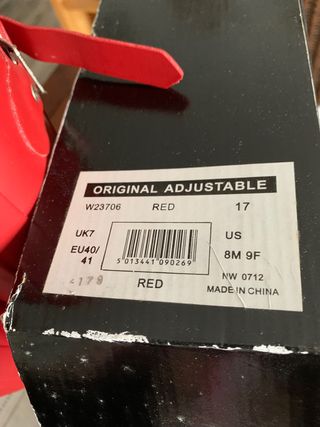 ORIGINAL ADJUSTABLE
W23706 RED 17
UK7 US
EU40/
41 8M 9F
5 013441 090269
NW 0712
4179 RED MADE IN CHINA